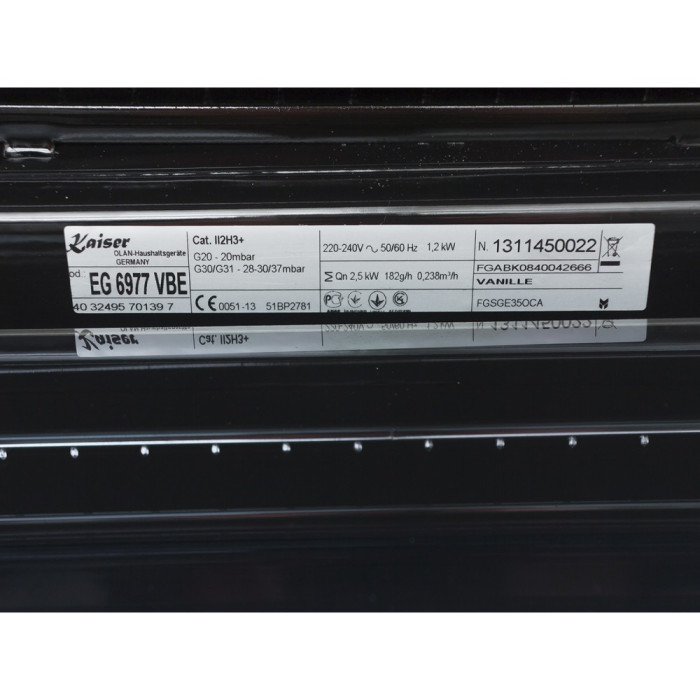 Kaiser
OLAN-Haushaltsgeräte
GERMANY
od EG 6977 VBE
40 32495 70139 7
Cat. II2H3+
G20 - 20mbar
G30/G31 - 28-30/37mbar
CE 0051-13 51BP2781
220-240V ~ 50/60 Hz 1,2 kW
∑ Qn 2,5 kW 182g/h 0,238m³/h
N. 1311450022
FGABK0840042666
VANILLE
FGSGE35OCA